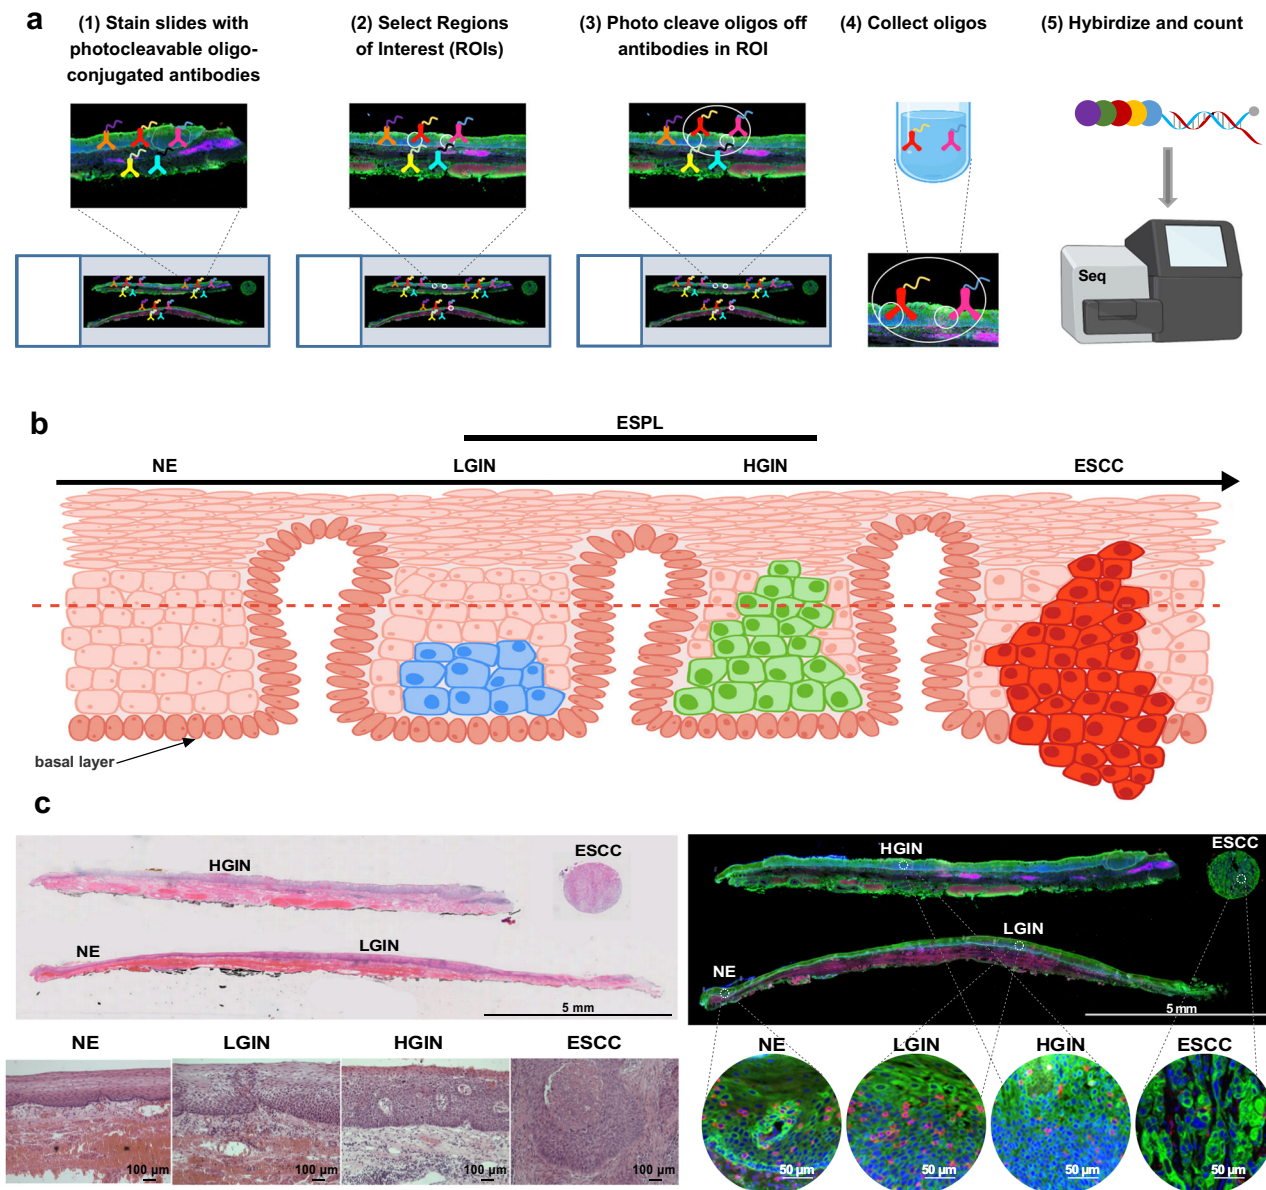 a
(1) Stain slides with
photocleavable oligo-
conjugated antibodies
(2) Select Regions
of Interest (ROIs)
(3) Photo cleave oligos off
antibodies in ROI
(4) Collect oligos
(5) Hybirdize and count
Seq
b
ESPL
NE
LGIN
HGIN
ESCC
basal layer
c
HGIN
ESCC
NE
LGIN
5 mm
HGIN
ESCC
LGIN
NE
5 mm
NE
LGIN
HGIN
ESCC
100 µm
100 µm
100 µm
100 µm
NE
LGIN
HGIN
ESCC
50 µm
50 µm
50 µm
50 µm